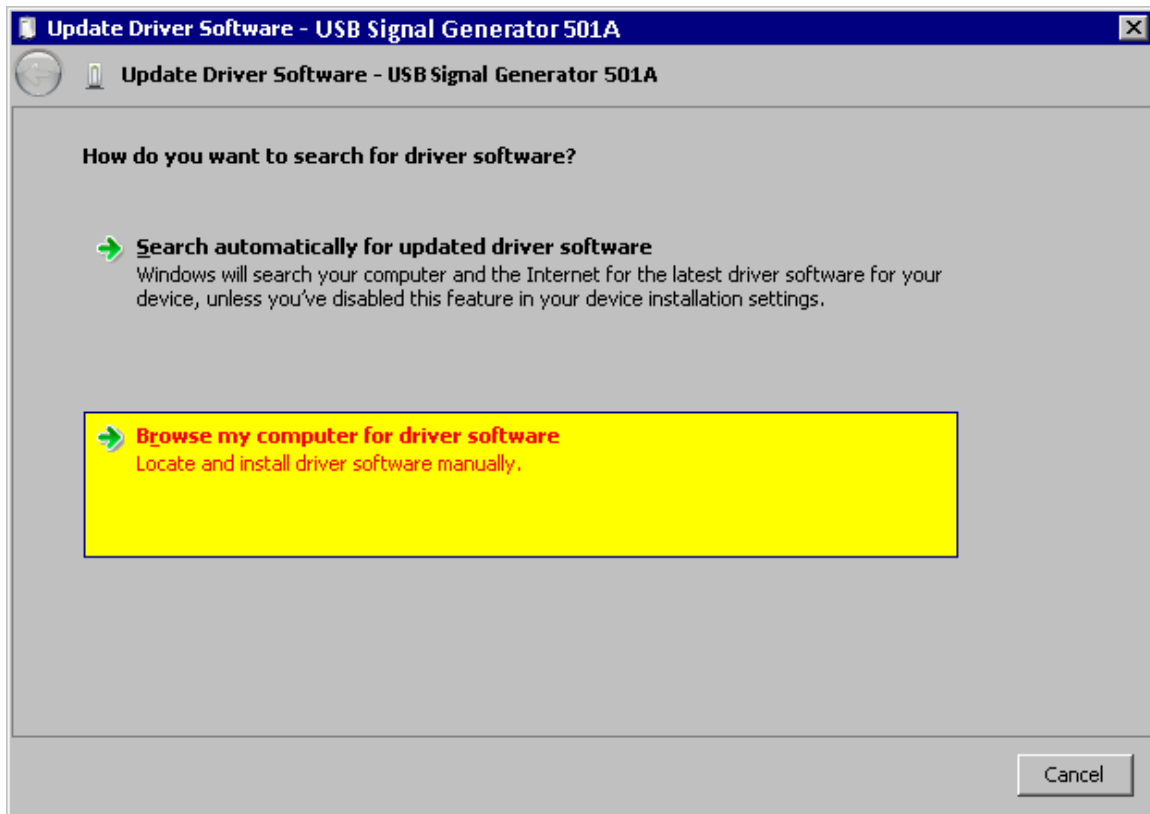 Update Driver Software - USB Signal Generator 501A
Update Driver Software - USB Signal Generator 501A
How do you want to search for driver software?
Search automatically for updated driver software
Windows will search your computer and the Internet for the latest driver software for your
device, unless you've disabled this feature in your device installation settings.
Browse my computer for driver software
Locate and install driver software manually.
Cancel